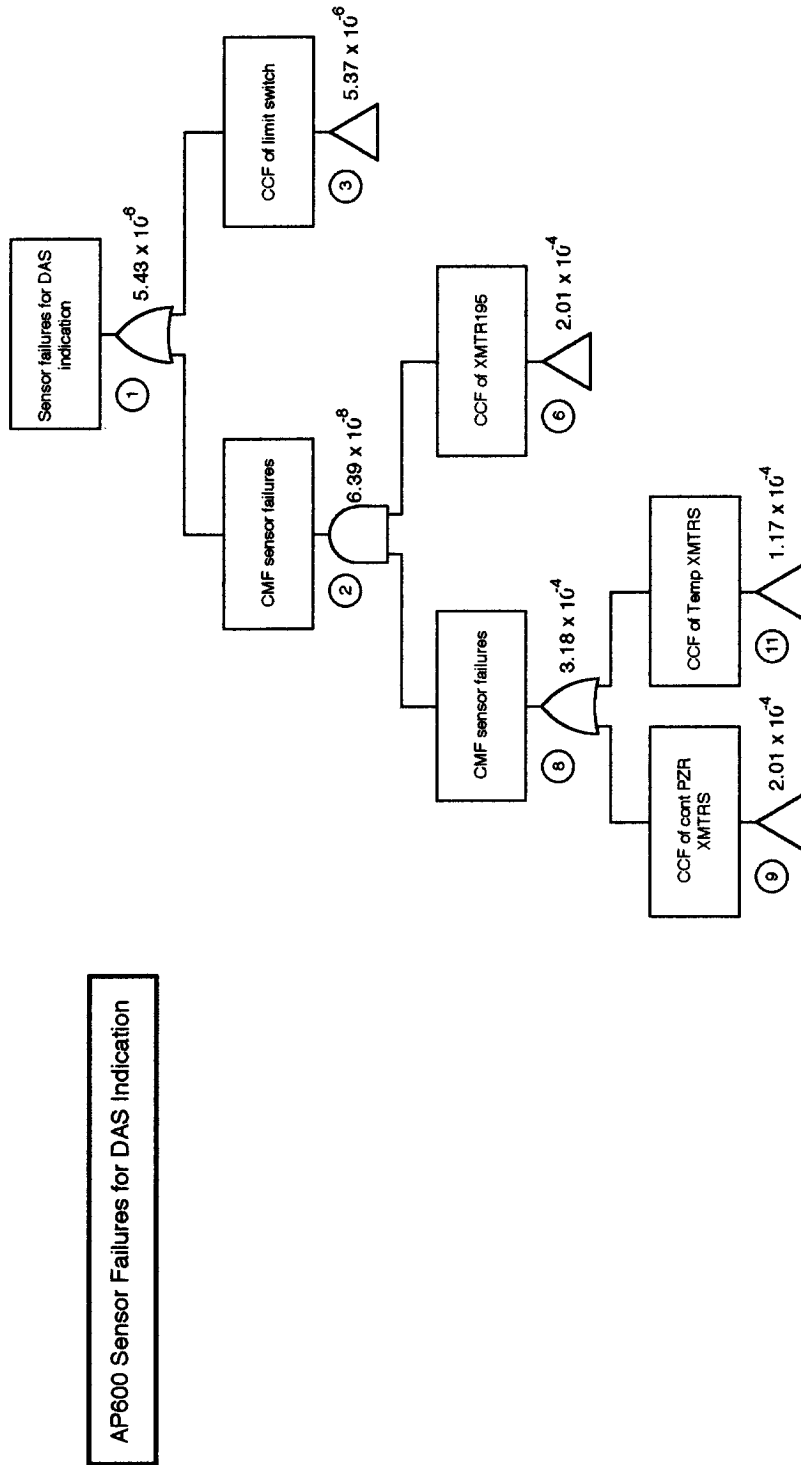 AP600 Sensor Failures for DAS Indication
Sensor failures for DAS
indication
1
5.43 x 10-6
CMF sensor failures
2
6.39 x 10-8
CCF of limit switch
3
5.37 x 10-6
CMF sensor failures
8
3.18 x 10-4
CCF of XMTR195
6
2.01 x 10-4
CCF of cont PZR
XMTRS
9
2.01 x 10-4
CCF of Temp XMTRS
11
1.17 x 10-4